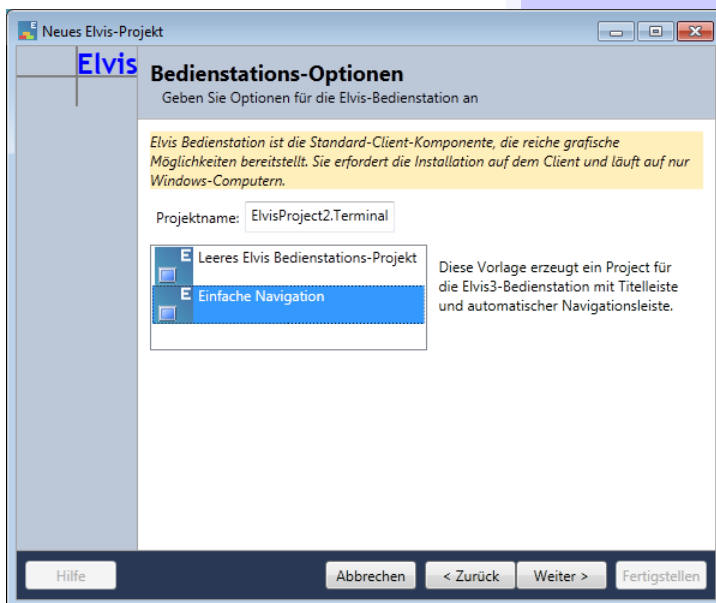 Neues Elvis-Projekt
Elvis
Bedienstations-Optionen
Geben Sie Optionen für die Elvis-Bedienstation an
Elvis Bedienstation ist die Standard-Client-Komponente, die reiche grafische
Möglichkeiten bereitstellt. Sie erfordert die Installation auf dem Client und läuft auf nur
Windows-Computern.
Projektname: ElvisProject2.Terminal
E Leeres Elvis Bedienstations-Projekt
E Einfache Navigation
Diese Vorlage erzeugt ein Project für
die Elvis3-Bedienstation mit Titelleiste
und automatischer Navigationsleiste.
Hilfe Abbrechen < Zurück Weiter > Fertigstellen